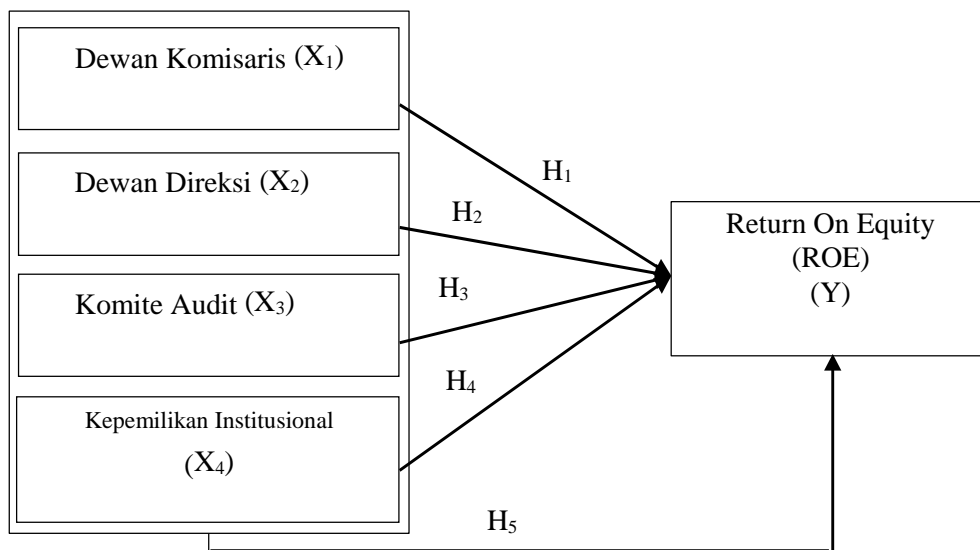 Dewan Komisaris (X₁)
H₁
Dewan Direksi (X₂)
H₂
Return On Equity
(ROE)
(Y)
Komite Audit (X₃)
H₃
H₄
Kepemilikan Institusional
(X₄)
H₅